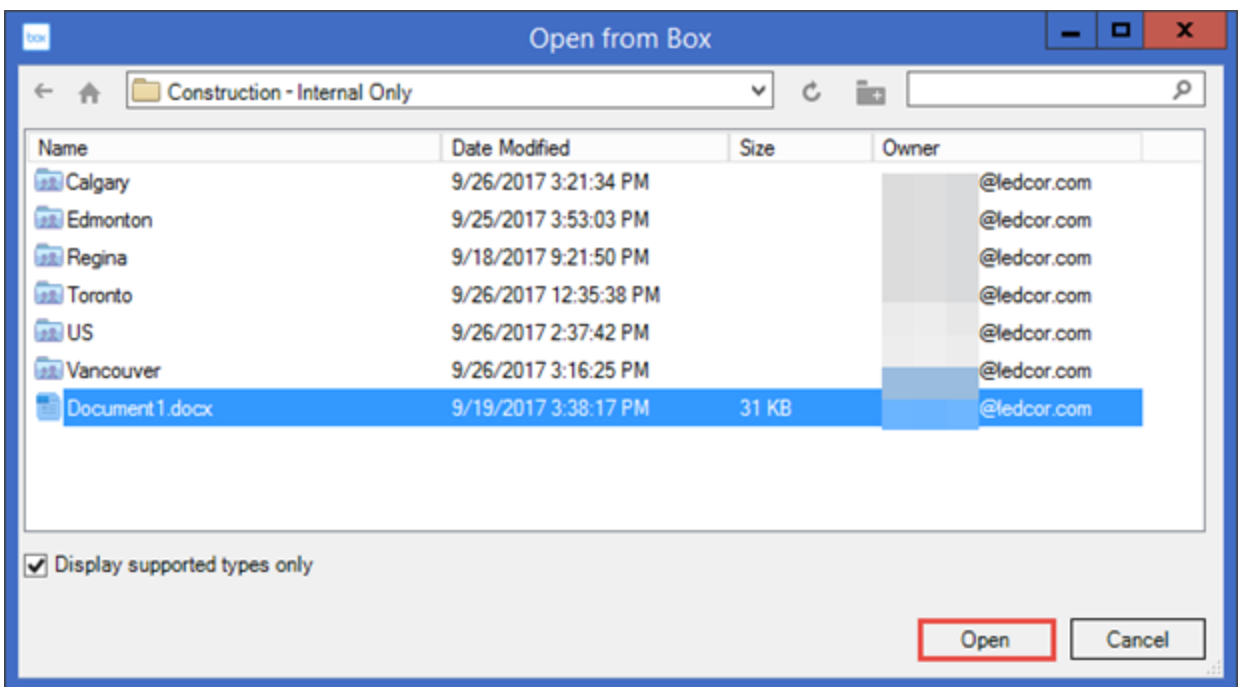 box Open from Box
Construction - Internal Only
Name Date Modified Size Owner
Calgary 9/26/2017 3:21:34 PM @ledcor.com
Edmonton 9/25/2017 3:53:03 PM @ledcor.com
Regina 9/18/2017 9:21:50 PM @ledcor.com
Toronto 9/26/2017 12:35:38 PM @ledcor.com
US 9/26/2017 2:37:42 PM @ledcor.com
Vancouver 9/26/2017 3:16:25 PM @ledcor.com
Document1.docx 9/19/2017 3:38:17 PM 31 KB @ledcor.com
Display supported types only
Open Cancel